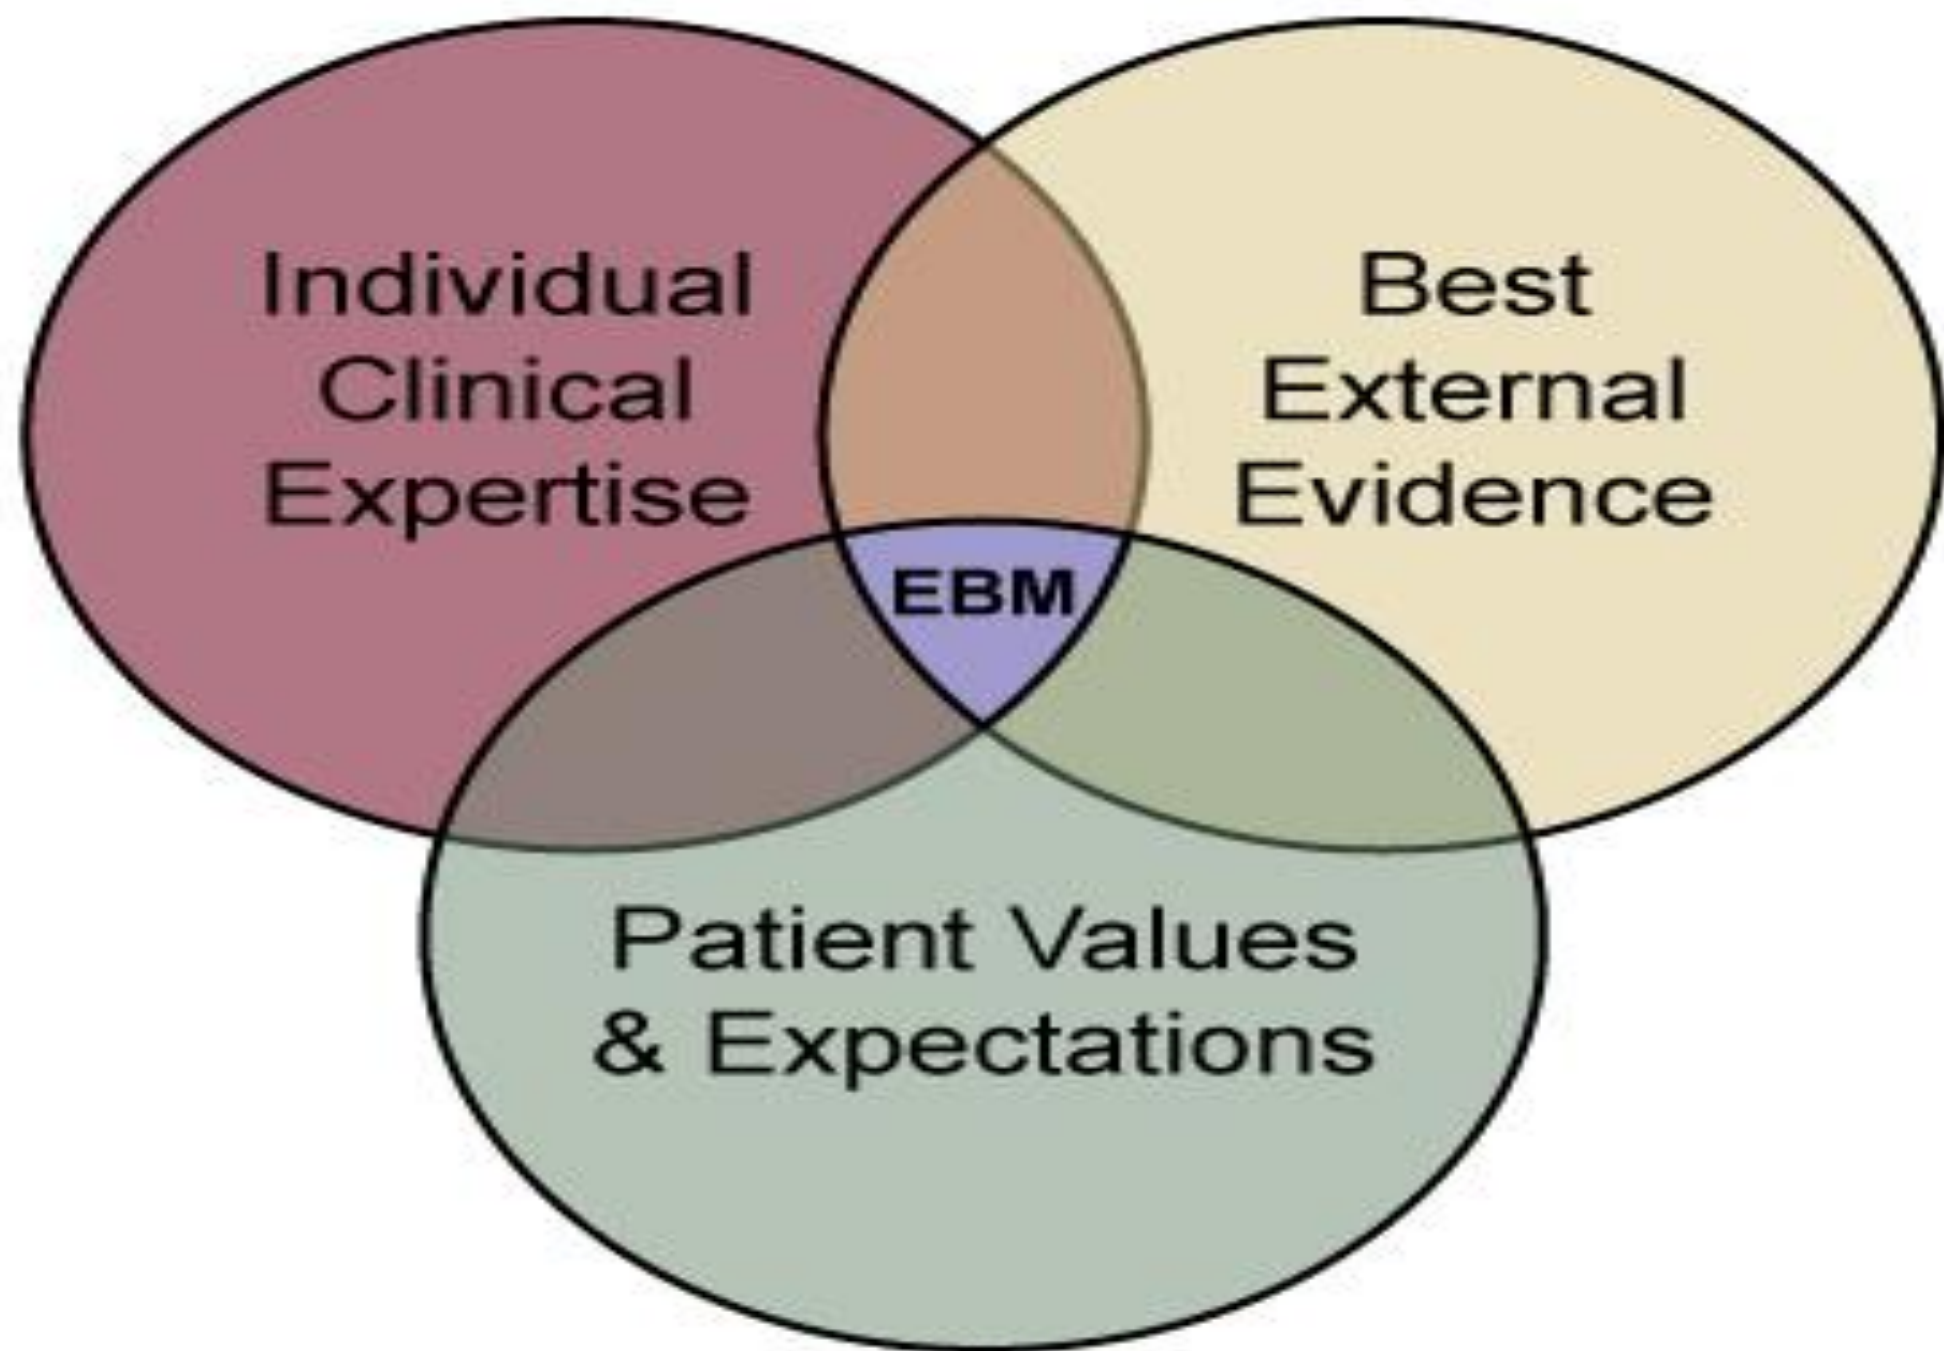 Individual
Clinical
Expertise
Best
External
Evidence
EBM
Patient Values
& Expectations